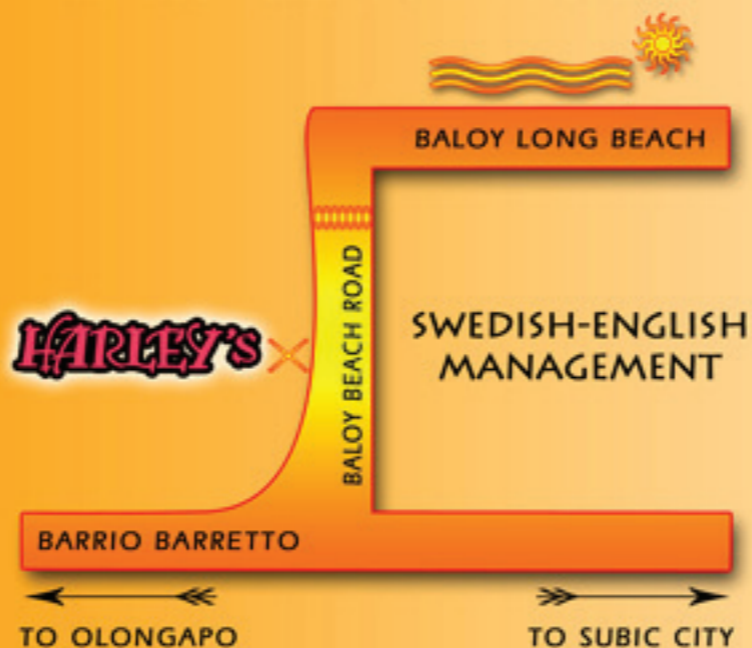 BALOY LONG BEACH
BALOY BEACH ROAD
HARLEY'S
SWEDISH-ENGLISH
MANAGEMENT
BARRIO BARRETTO
TO OLONGAPO
TO SUBIC CITY